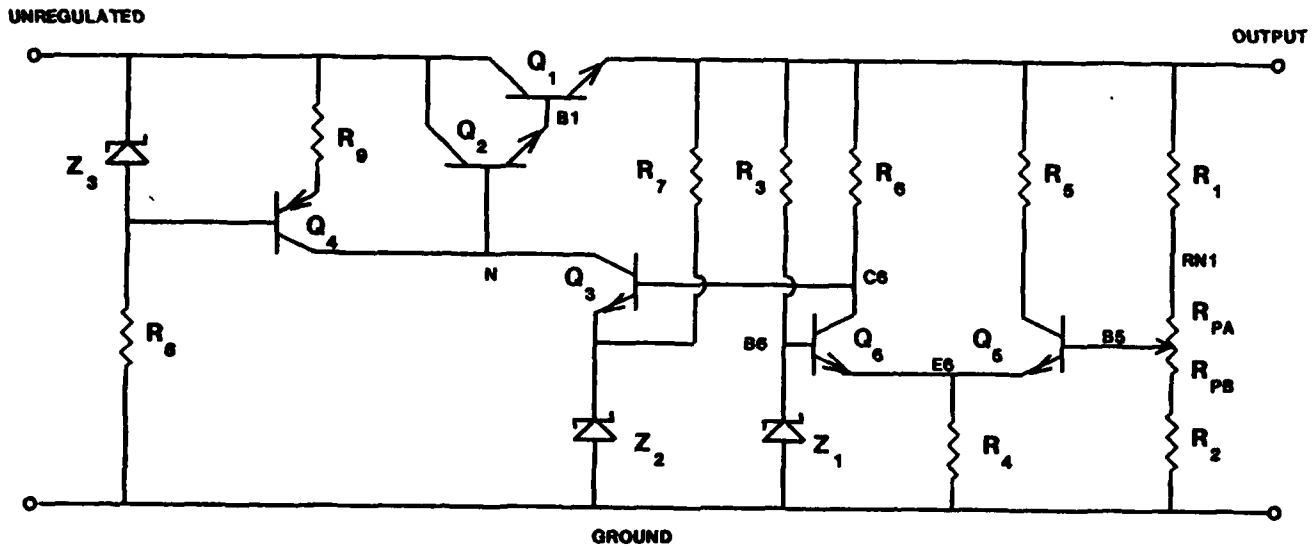 UNREGULATED
OUTPUT
Q1
B1
Q2
R9
Z3
R7
R3
R6
R5
R1
Q4
N
Q3
C6
RN1
RPA
R8
B6
Q6
E6
Q5
B5
RPB
Z2
Z1
R4
R2
GROUND